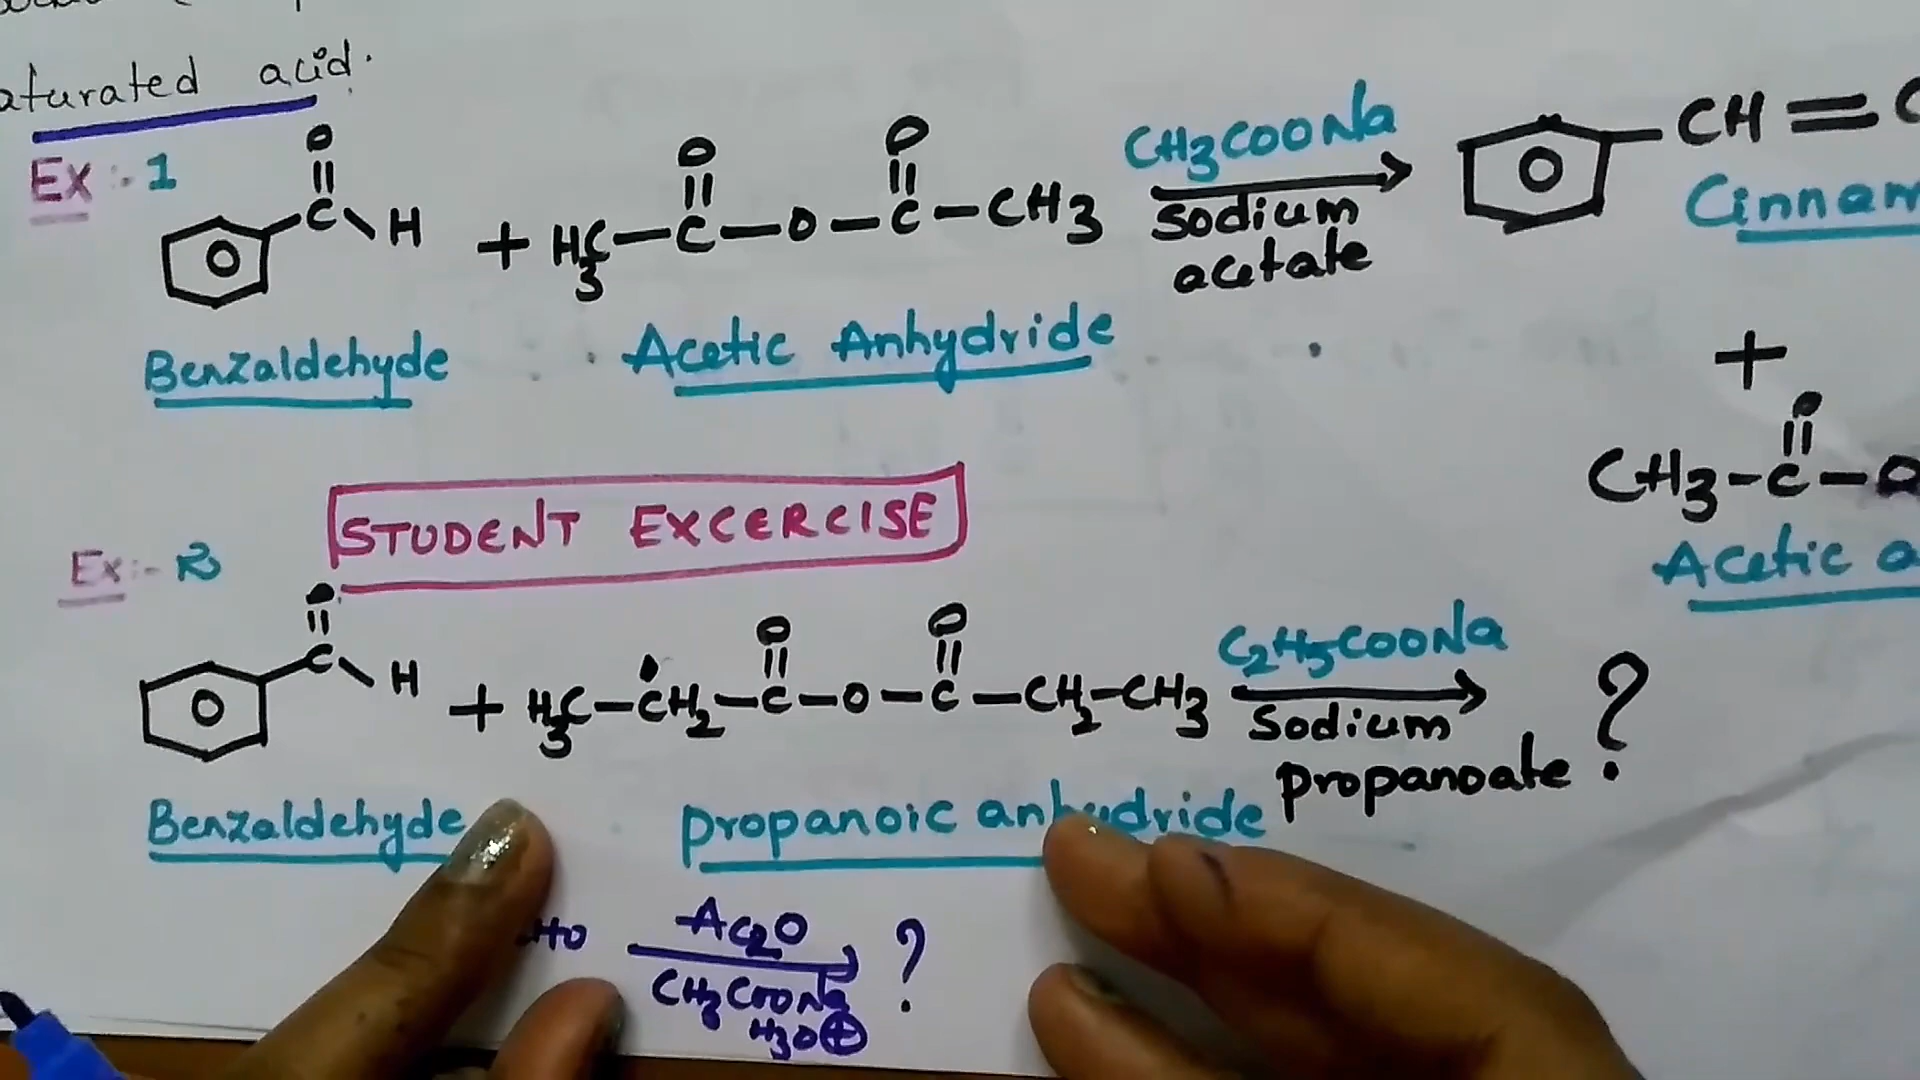 aturated acid.
Ex:- 1
O
O
O
CH3COONa
CH = C
C H + H3C - C - O - C - CH3
Sodium
acetate
Cinnam
Benzaldehyde
Acetic Anhydride
+
O
CH3 - C - O
Acetic a
STUDENT EXCERCISE
Ex:- 2
O
O
O
C2H5COONa
C H + H3C - CH2 - C - O - C - CH2 - CH3
?
Sodium
propanoate
Benzaldehyde
propanoic anhydride
HO
Ac2O
?
CH3COONa
H3O+